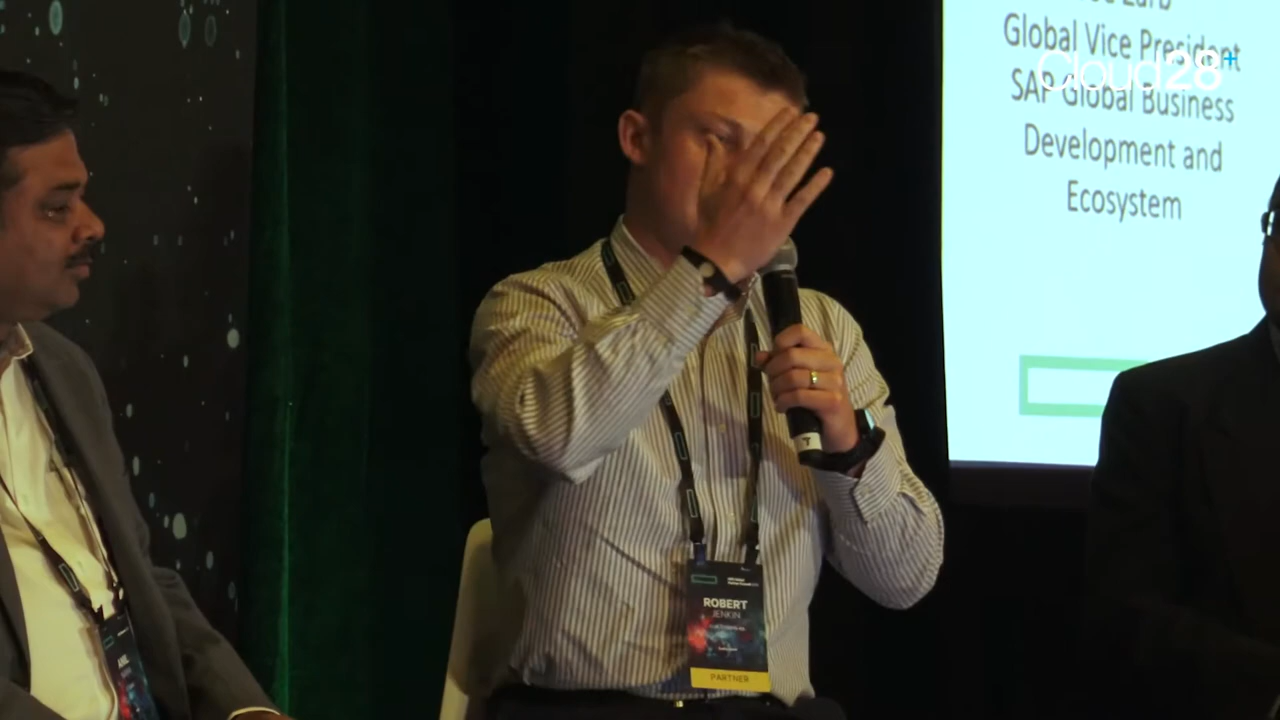 Global Vice President
SAP Global Business
Development and
Ecosystem
Cloud28+
ROBERT
JENKIN
PARTNER